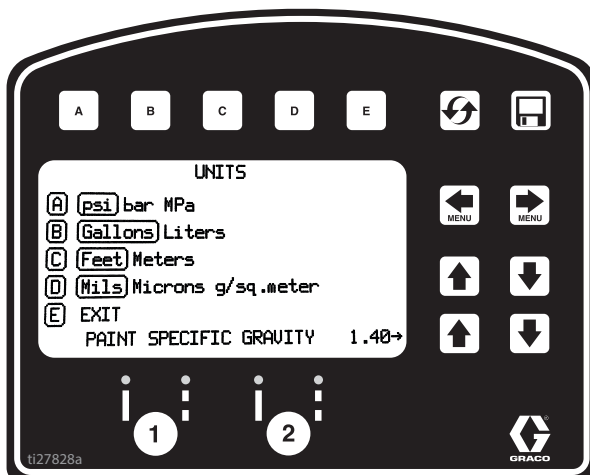 A B C D E
UNITS
A psi bar MPa
B Gallons Liters
C Feet Meters
D Mils Microns g/sq.meter
E EXIT
PAINT SPECIFIC GRAVITY 1.40→
MENU MENU
1 2
ti27828a
GRACO